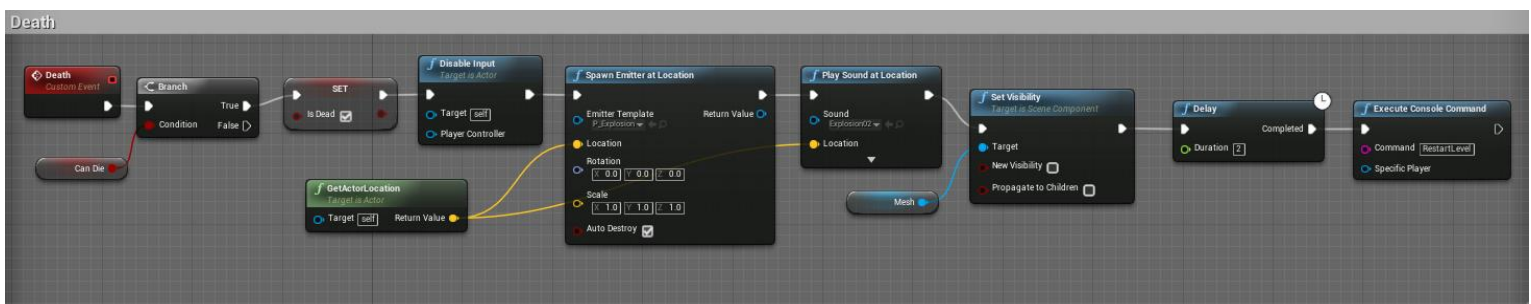 Death
Death
Custom Event
Branch
True
Condition
False
Can Die
SET
Is Dead
Disable Input
Target is Actor
Target self
Player Controller
GetActorLocation
Target is Actor
Target self
Return Value
Spawn Emitter at Location
Emitter Template
Return Value
P_Explosion
Location
Rotation
X 0.0 Y 0.0 Z 0.0
Scale
X 1.0 Y 1.0 Z 1.0
Auto Destroy
Play Sound at Location
Sound
Explosion02
Location
Set Visibility
Target is Scene Component
Target
New Visibility
Propagate to Children
Mesh
Delay
Completed
Duration 2
Execute Console Command
Command RestartLevel
Specific Player